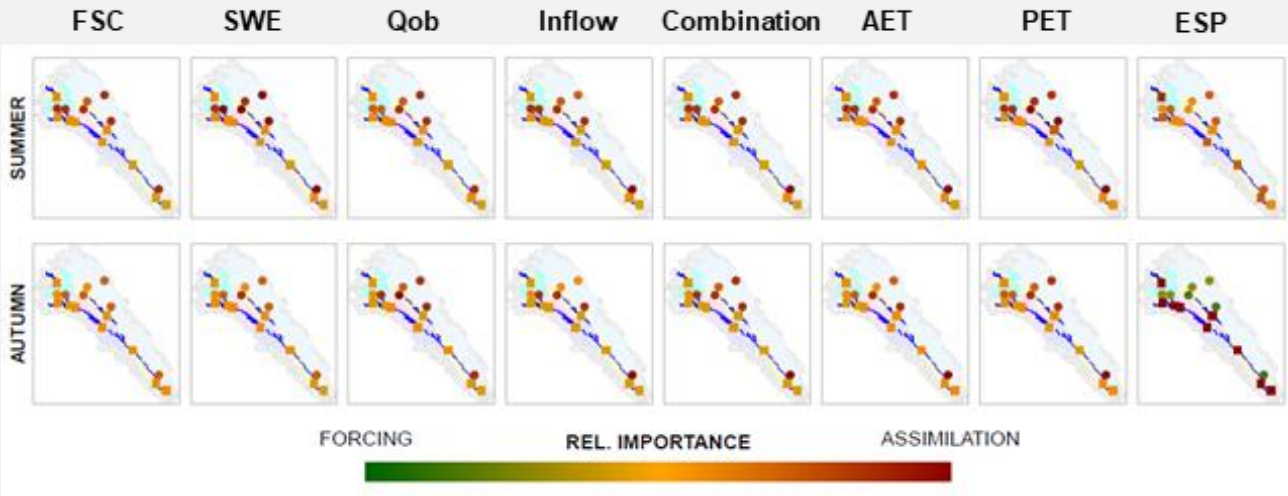 FSC SWE Qob Inflow Combination AET PET ESP
SUMMER
AUTUMN
FORCING REL. IMPORTANCE ASSIMILATION